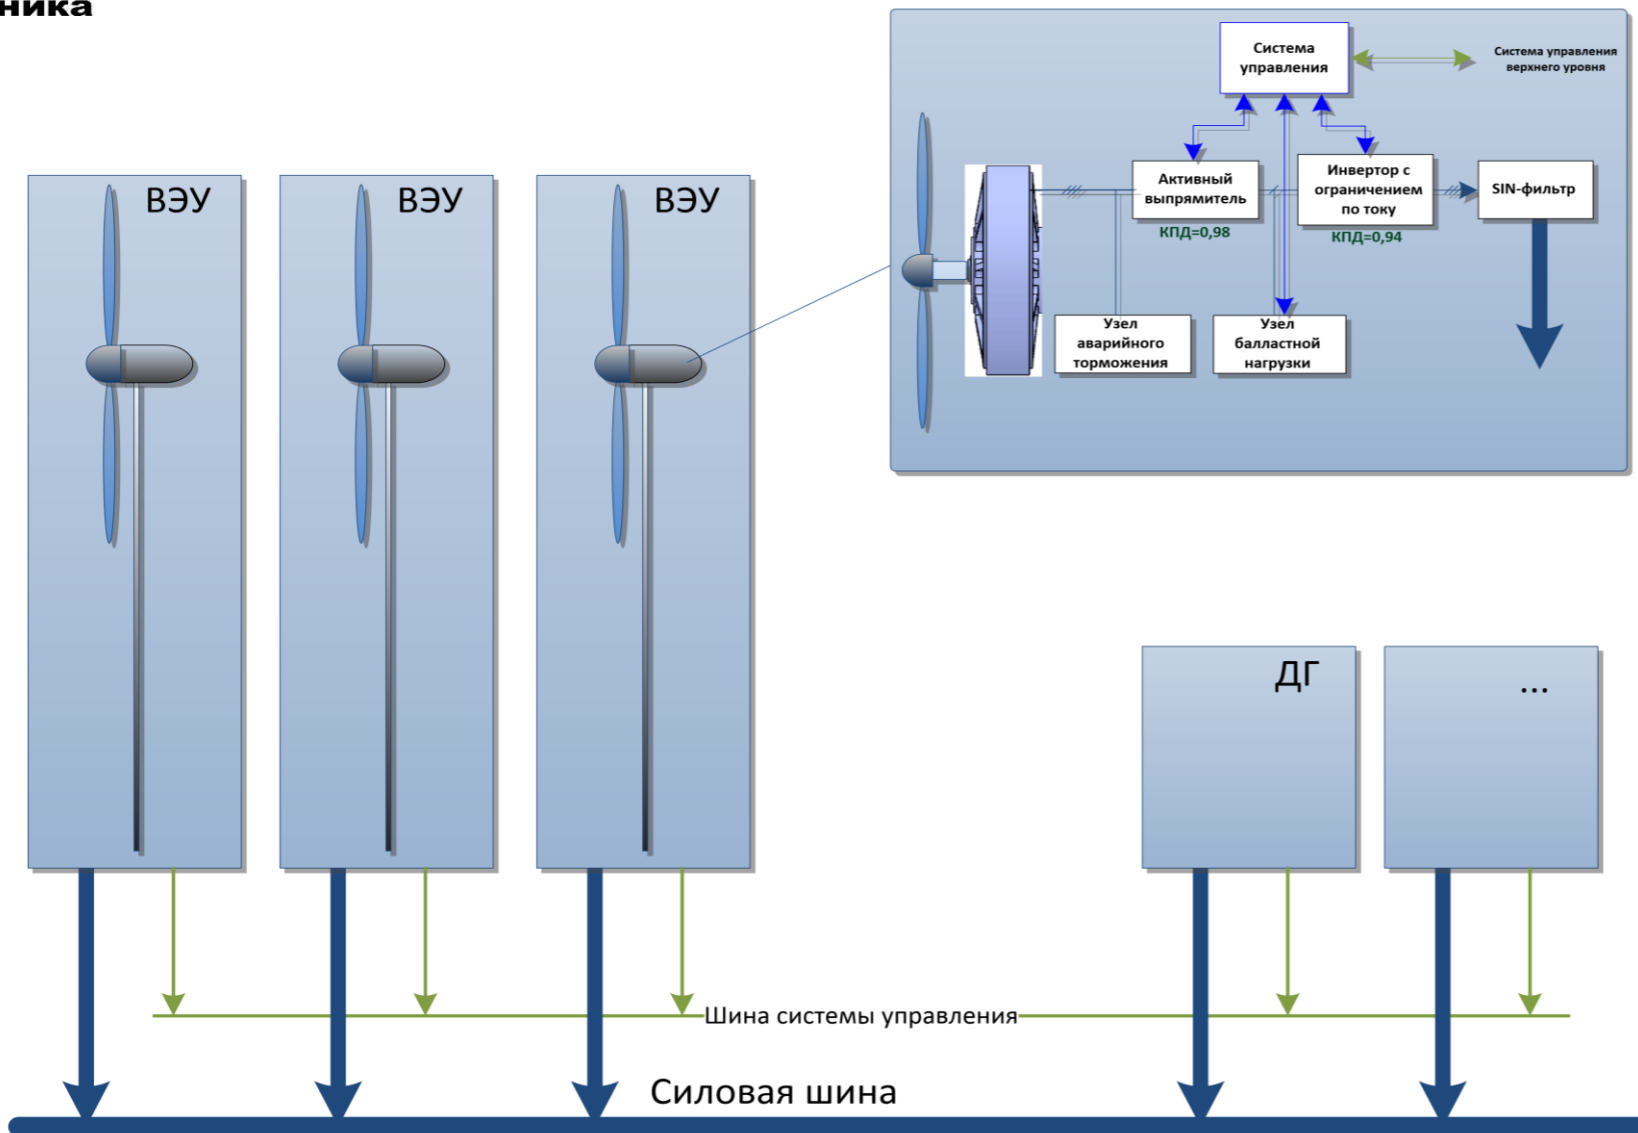 ника
Система
управления
Система управления
верхнего уровня
Активный
выпрямитель
КПД=0,98
Инвертор с
ограничением
по току
КПД=0,94
SIN-фильтр
Узел
аварийного
торможения
Узел
балластной
нагрузки
ВЭУ
ВЭУ
ВЭУ
ДГ
...
Шина системы управления
Силовая шина